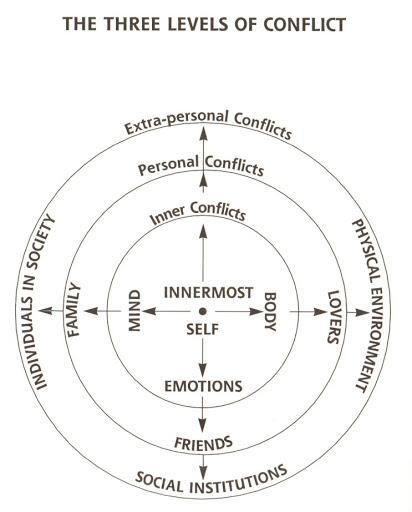 THE THREE LEVELS OF CONFLICT
Extra-personal Conflicts
Personal Conflicts
Inner Conflicts
INDIVIDUALS IN SOCIETY
FAMILY
MIND
INNERMOST
SELF
BODY
LOVERS
PHYSICAL ENVIRONMENT
EMOTIONS
FRIENDS
SOCIAL INSTITUTIONS